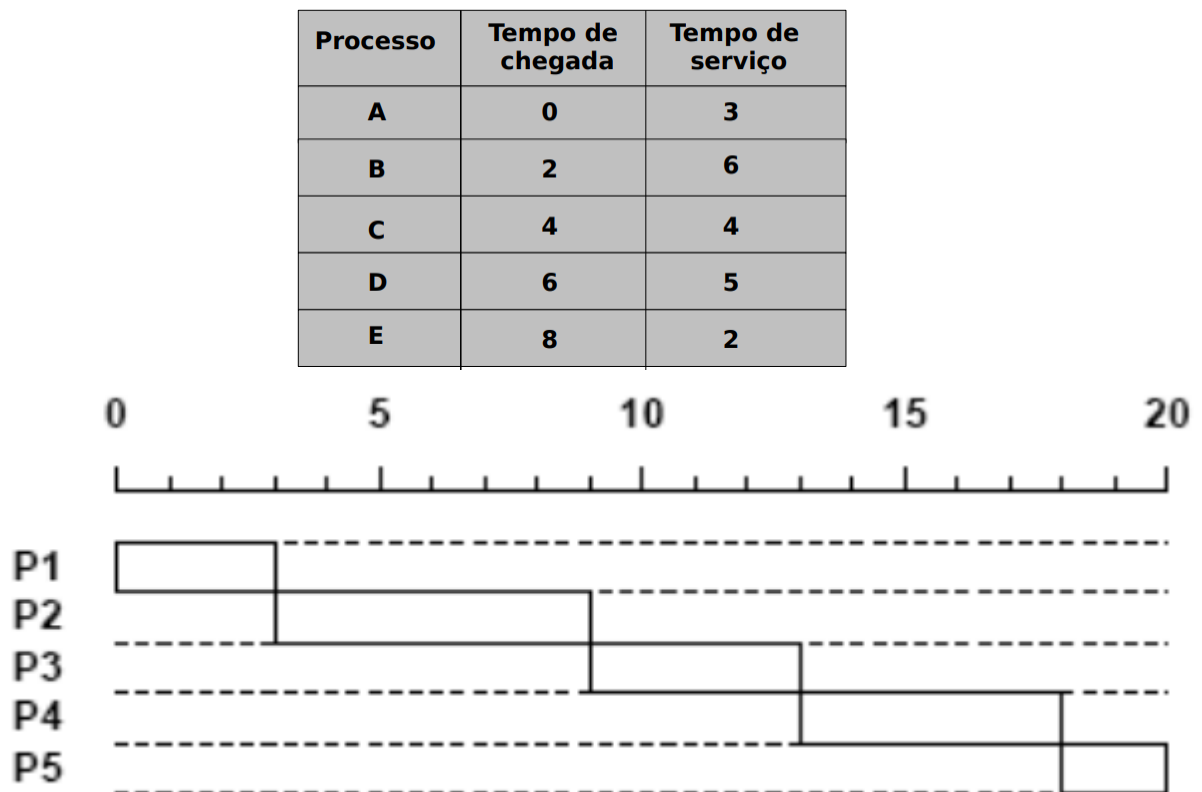 Processo Tempo de chegada Tempo de serviço
A 0 3
B 2 6
C 4 4
D 6 5
E 8 2
0 5 10 15 20
P1
P2
P3
P4
P5